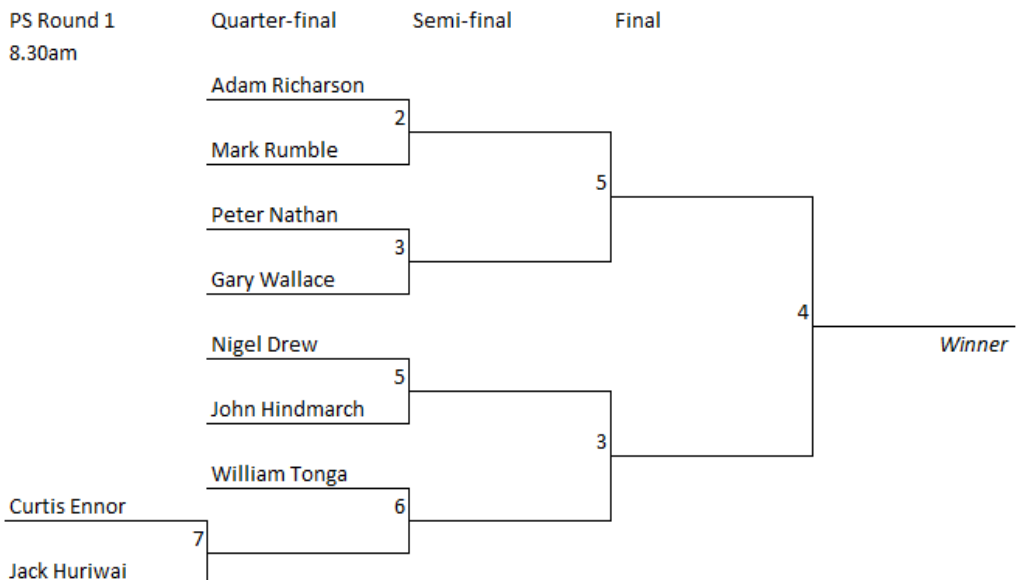 PS Round 1 Quarter-final Semi-final Final
8.30am
Adam Richarson
2
Mark Rumble
5
Peter Nathan
3
Gary Wallace
4
Nigel Drew
Winner
5
John Hindmarch
3
William Tonga
Curtis Ennor
6
7
Jack Huriwai